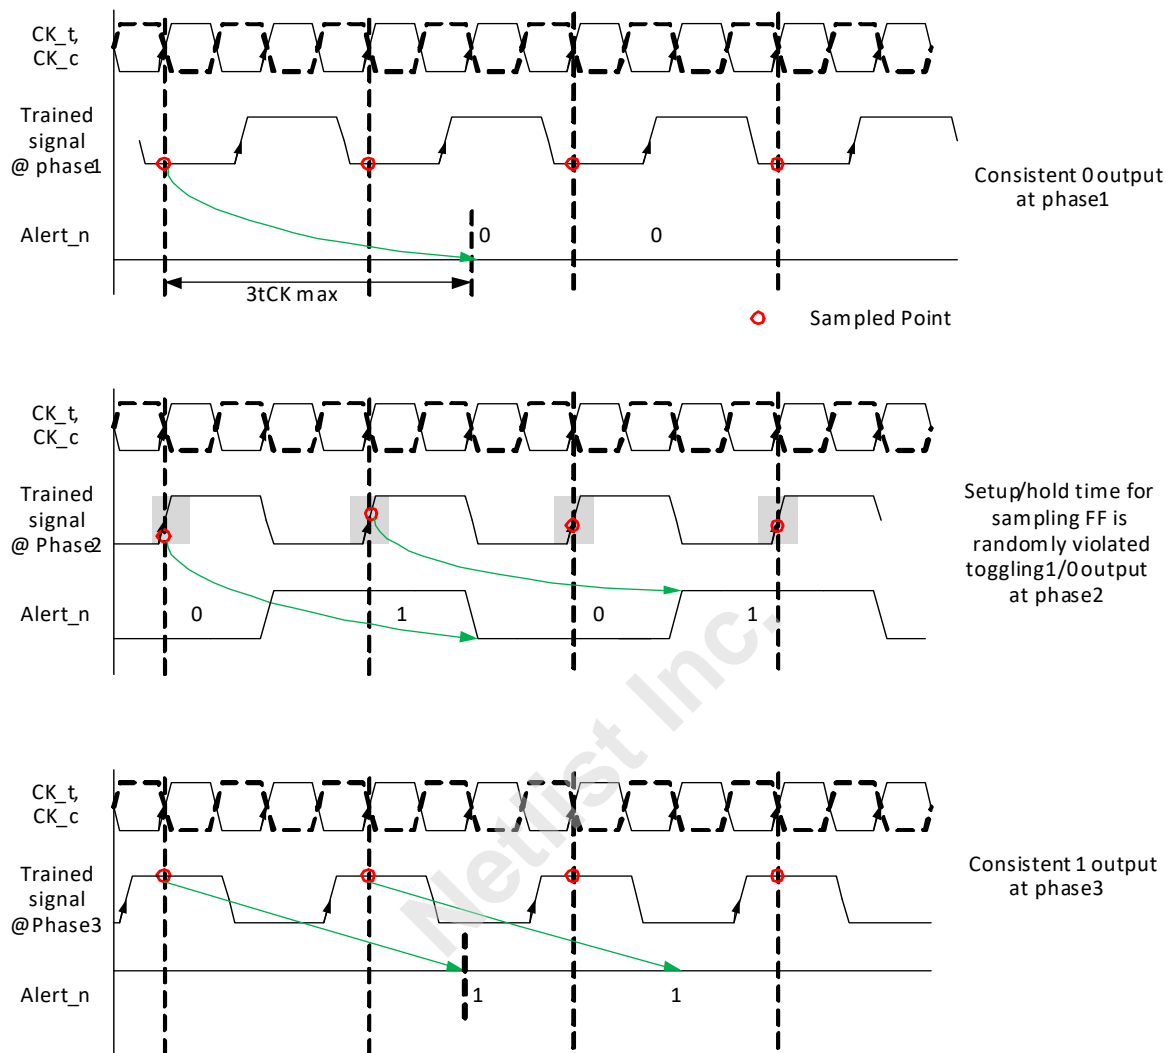 CK_t,
CK_c
Trained
signal
@ phase1
Alert_n
0
0
3tCK max
Consistent 0 output
at phase1
Sampled Point
CK_t,
CK_c
Trained
signal
@ Phase2
Alert_n
0
1
0
1
Setup/hold time for
sampling FF is
randomly violated
toggling1/0 output
at phase2
Netlist Inc.
CK_t,
CK_c
Trained
signal
@Phase3
Alert_n
1
1
Consistent 1 output
at phase3